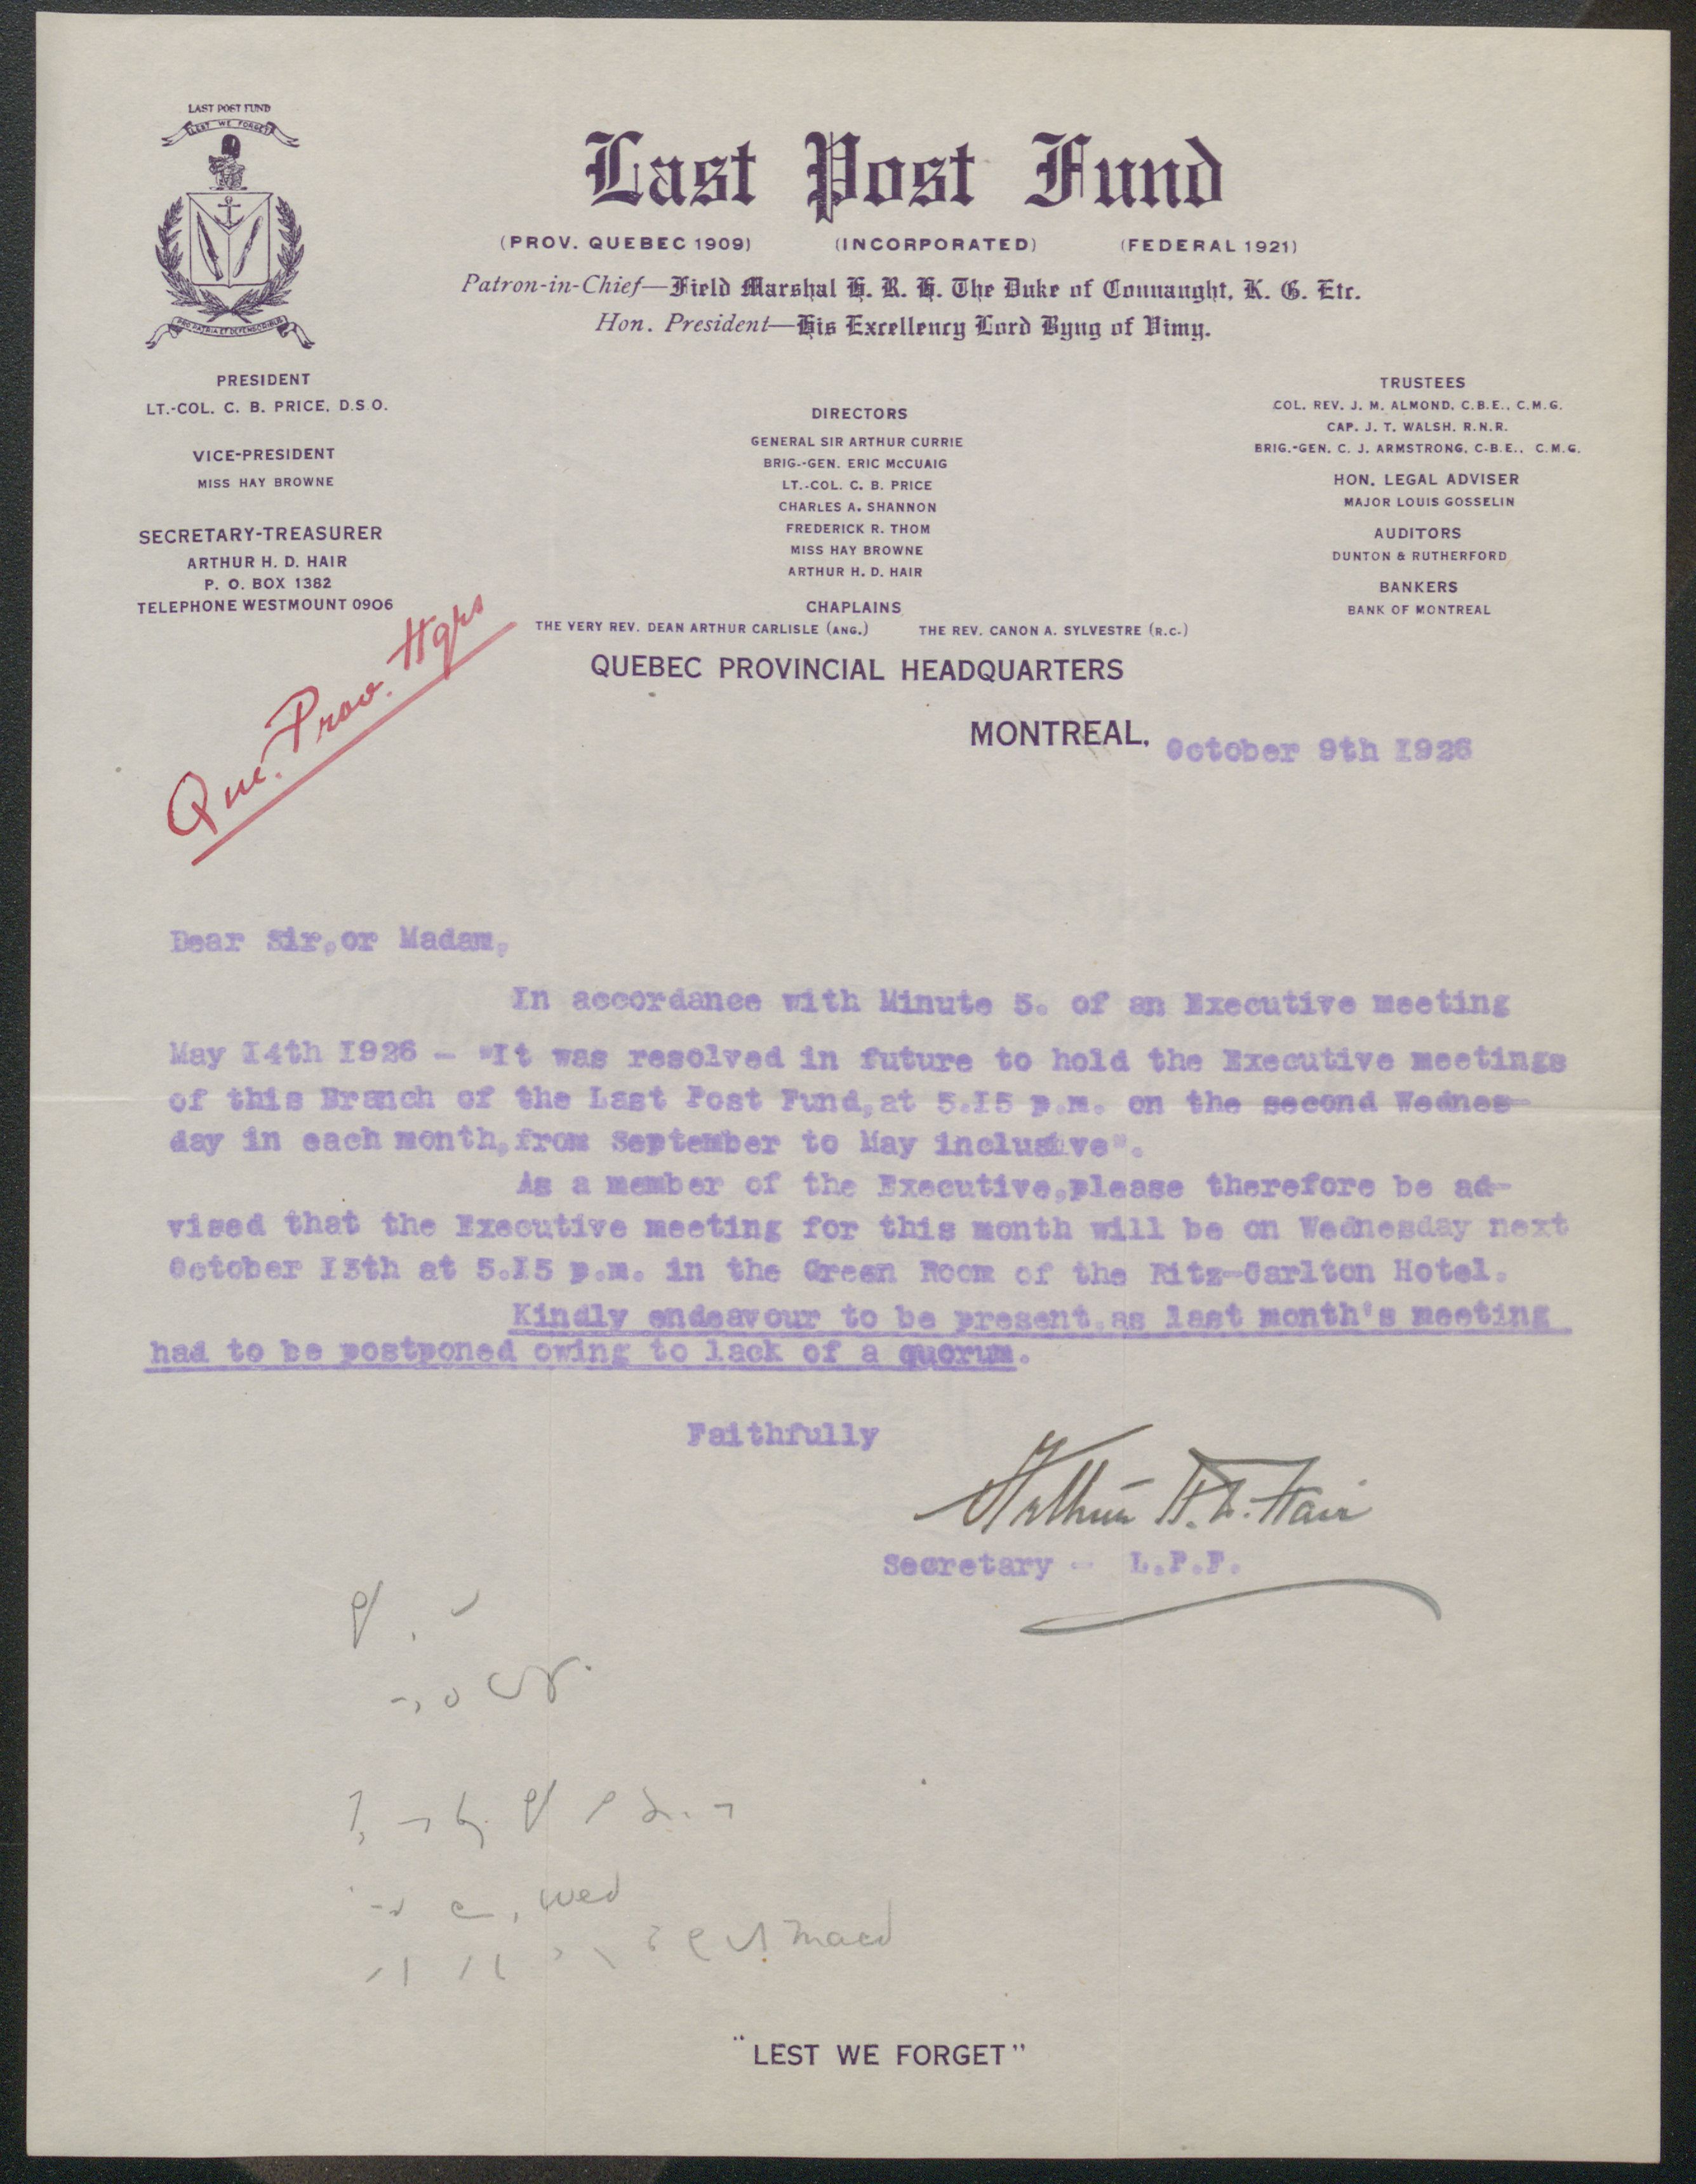 LAST POST FUND
LEST WE FORGET
PRO PATRIA ET DEFENSORIBUS
Last Post Fund
(PROV. QUEBEC 1909) (INCORPORATED) (FEDERAL 1921)
Patron-in-Chief—Field Marshal H. R. H. The Duke of Connaught, K. G. Etc.
Hon. President—His Excellency Lord Byng of Vimy.
PRESIDENT
LT.-COL. C. B. PRICE, D.S.O.
VICE-PRESIDENT
MISS HAY BROWNE
SECRETARY-TREASURER
ARTHUR H. D. HAIR
P. O. BOX 1382
TELEPHONE WESTMOUNT 0906
DIRECTORS
GENERAL SIR ARTHUR CURRIE
BRIG.-GEN. ERIC McCUAIG
LT.-COL. C. B. PRICE
CHARLES A. SHANNON
FREDERICK R. THOM
MISS HAY BROWNE
ARTHUR H. D. HAIR
CHAPLAINS
THE VERY REV. DEAN ARTHUR CARLISLE (ANG.) THE REV. CANON A. SYLVESTRE (R.C.)
TRUSTEES
COL. REV. J. M. ALMOND, C.B.E., C.M.G.
CAP. J. T. WALSH, R.N.R.
BRIG.-GEN. C. J. ARMSTRONG, C.B.E., C.M.G.
HON. LEGAL ADVISER
MAJOR LOUIS GOSSELIN
AUDITORS
DUNTON & RUTHERFORD
BANKERS
BANK OF MONTREAL
QUEBEC PROVINCIAL HEADQUARTERS
Que. Prov. Hqrs
MONTREAL, October 9th 1926
Dear Sir,or Madam,
In accordance with Minute 5. of an Executive meeting
May 14th 1926 - "It was resolved in future to hold the Executive meetings
of this Branch of the Last Post Fund,at 5.15 p.m. on the second Wednes-
day in each month,from September to May inclusive".
As a member of the Executive,please therefore be ad-
vised that the Executive meeting for this month will be on Wednesday next
October 13th at 5.15 p.m. in the Green Room of the Ritz-Carlton Hotel.
Kindly endeavour to be present,as last month's meeting
had to be postponed owing to lack of a quorum.
Faithfully
Arthur H. D. Hair
Secretary - L.P.F.
wed
"LEST WE FORGET"